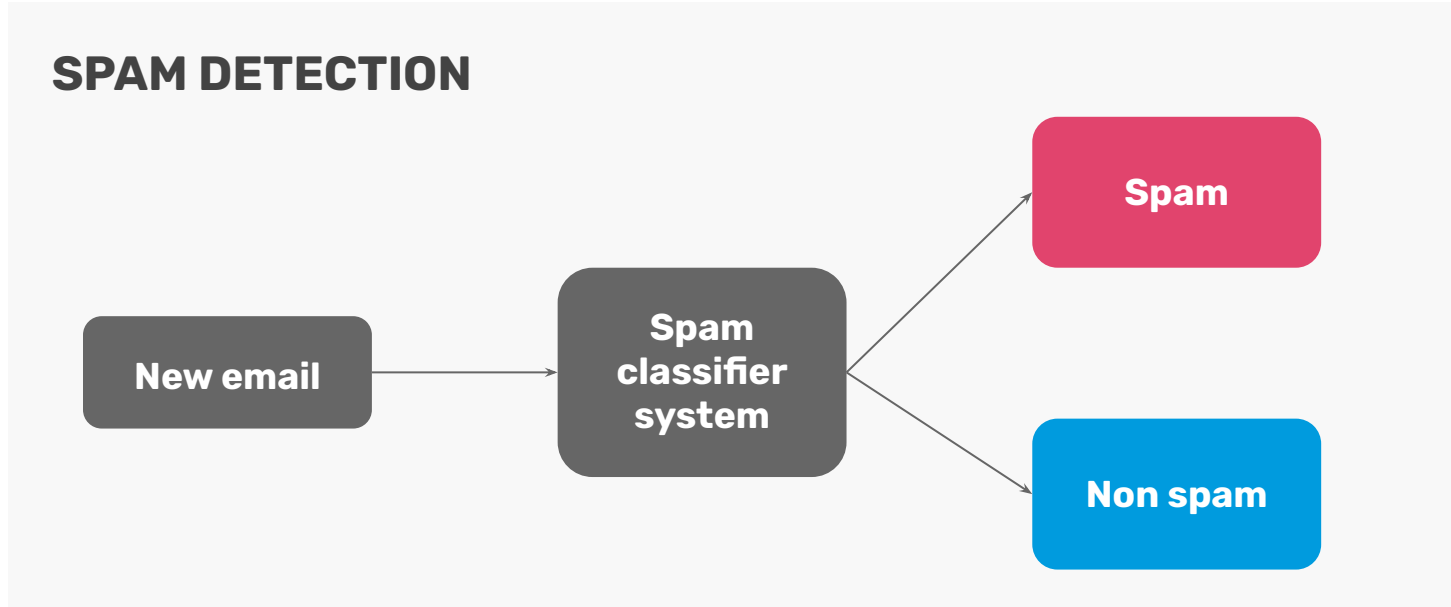 SPAM DETECTION
Spam
New email
Spam
classifier
system
Non spam